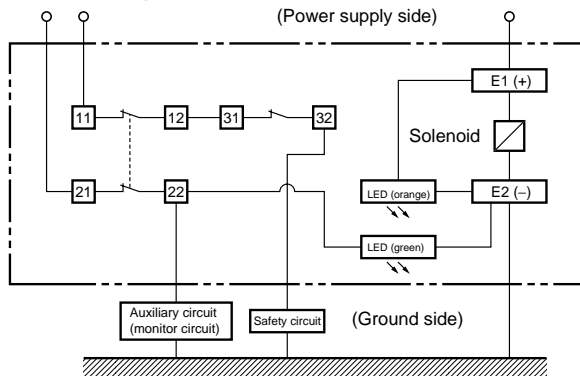 (Power supply side)
E1 (+)
11
12
31
32
Solenoid
21
22
LED (orange)
E2 (−)
LED (green)
Auxiliary circuit
(monitor circuit)
Safety circuit
(Ground side)